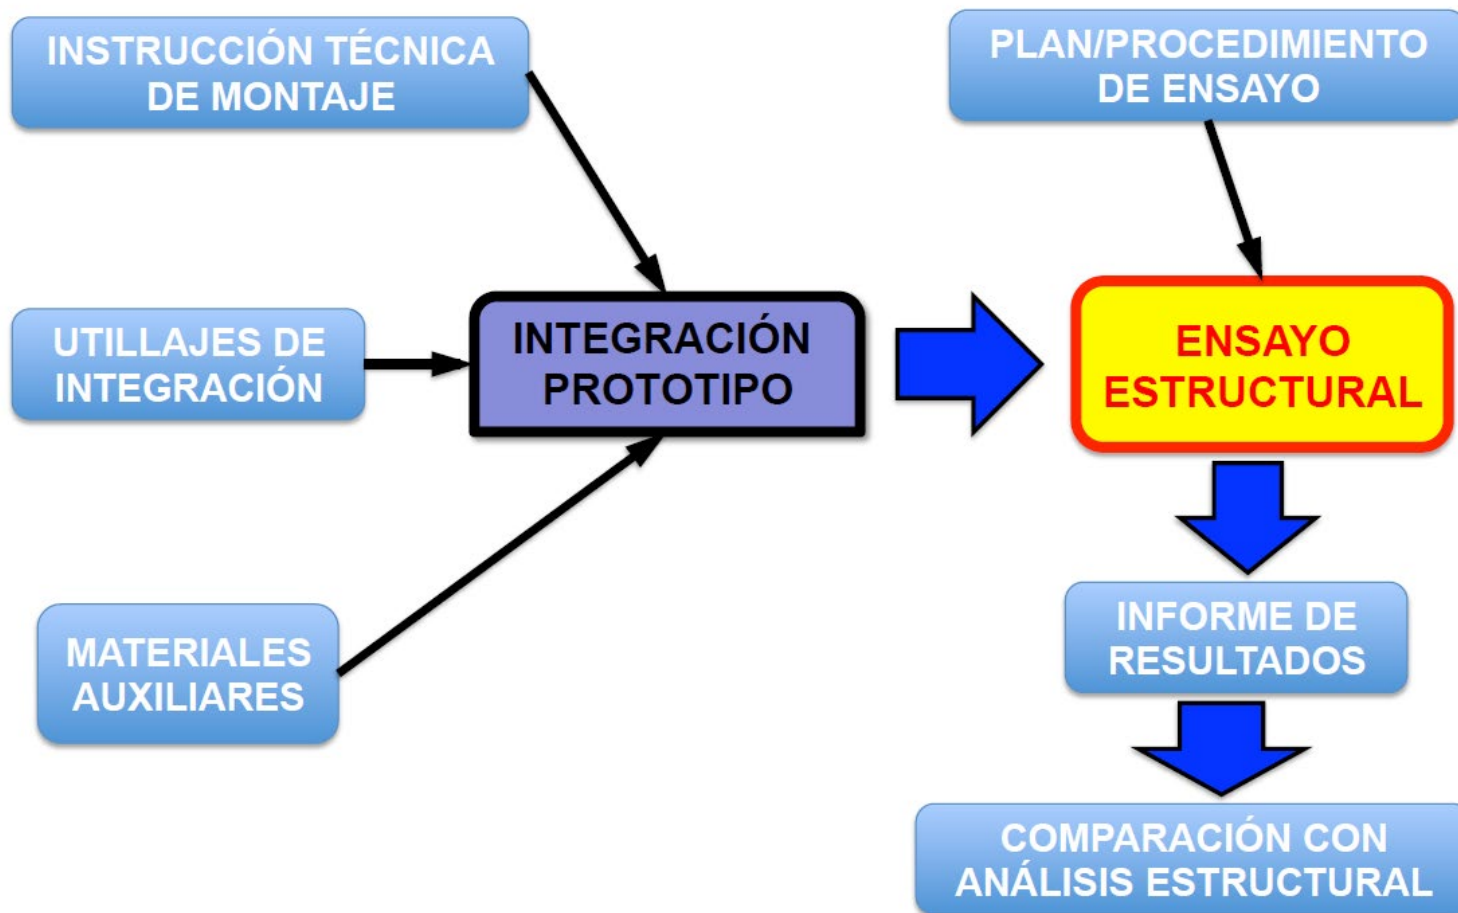 INSTRUCCIÓN TÉCNICA
DE MONTAJE
PLAN/PROCEDIMIENTO
DE ENSAYO
UTILLAJES DE
INTEGRACIÓN
INTEGRACIÓN
PROTOTIPO
ENSAYO
ESTRUCTURAL
MATERIALES
AUXILIARES
INFORME DE
RESULTADOS
COMPARACIÓN CON
ANÁLISIS ESTRUCTURAL